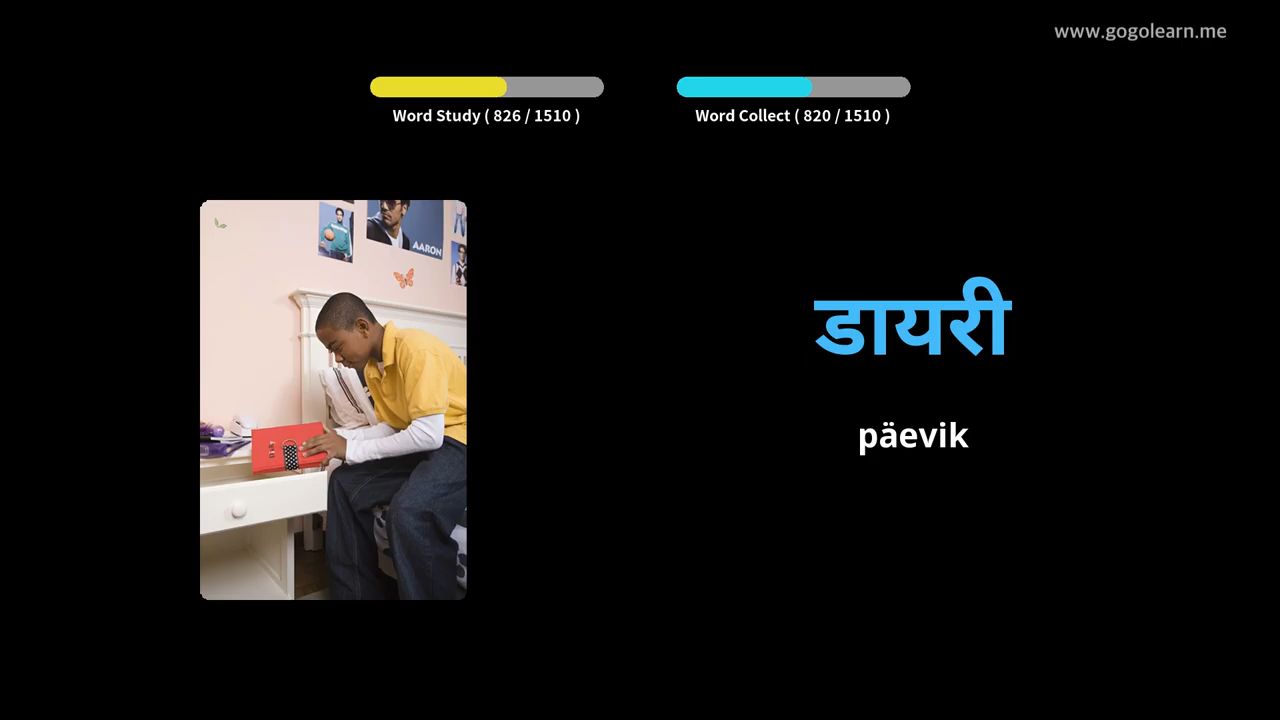 www.gogolearn.me
Word Study ( 826 / 1510 )
Word Collect ( 820 / 1510 )
AARON
डायरी
päevik